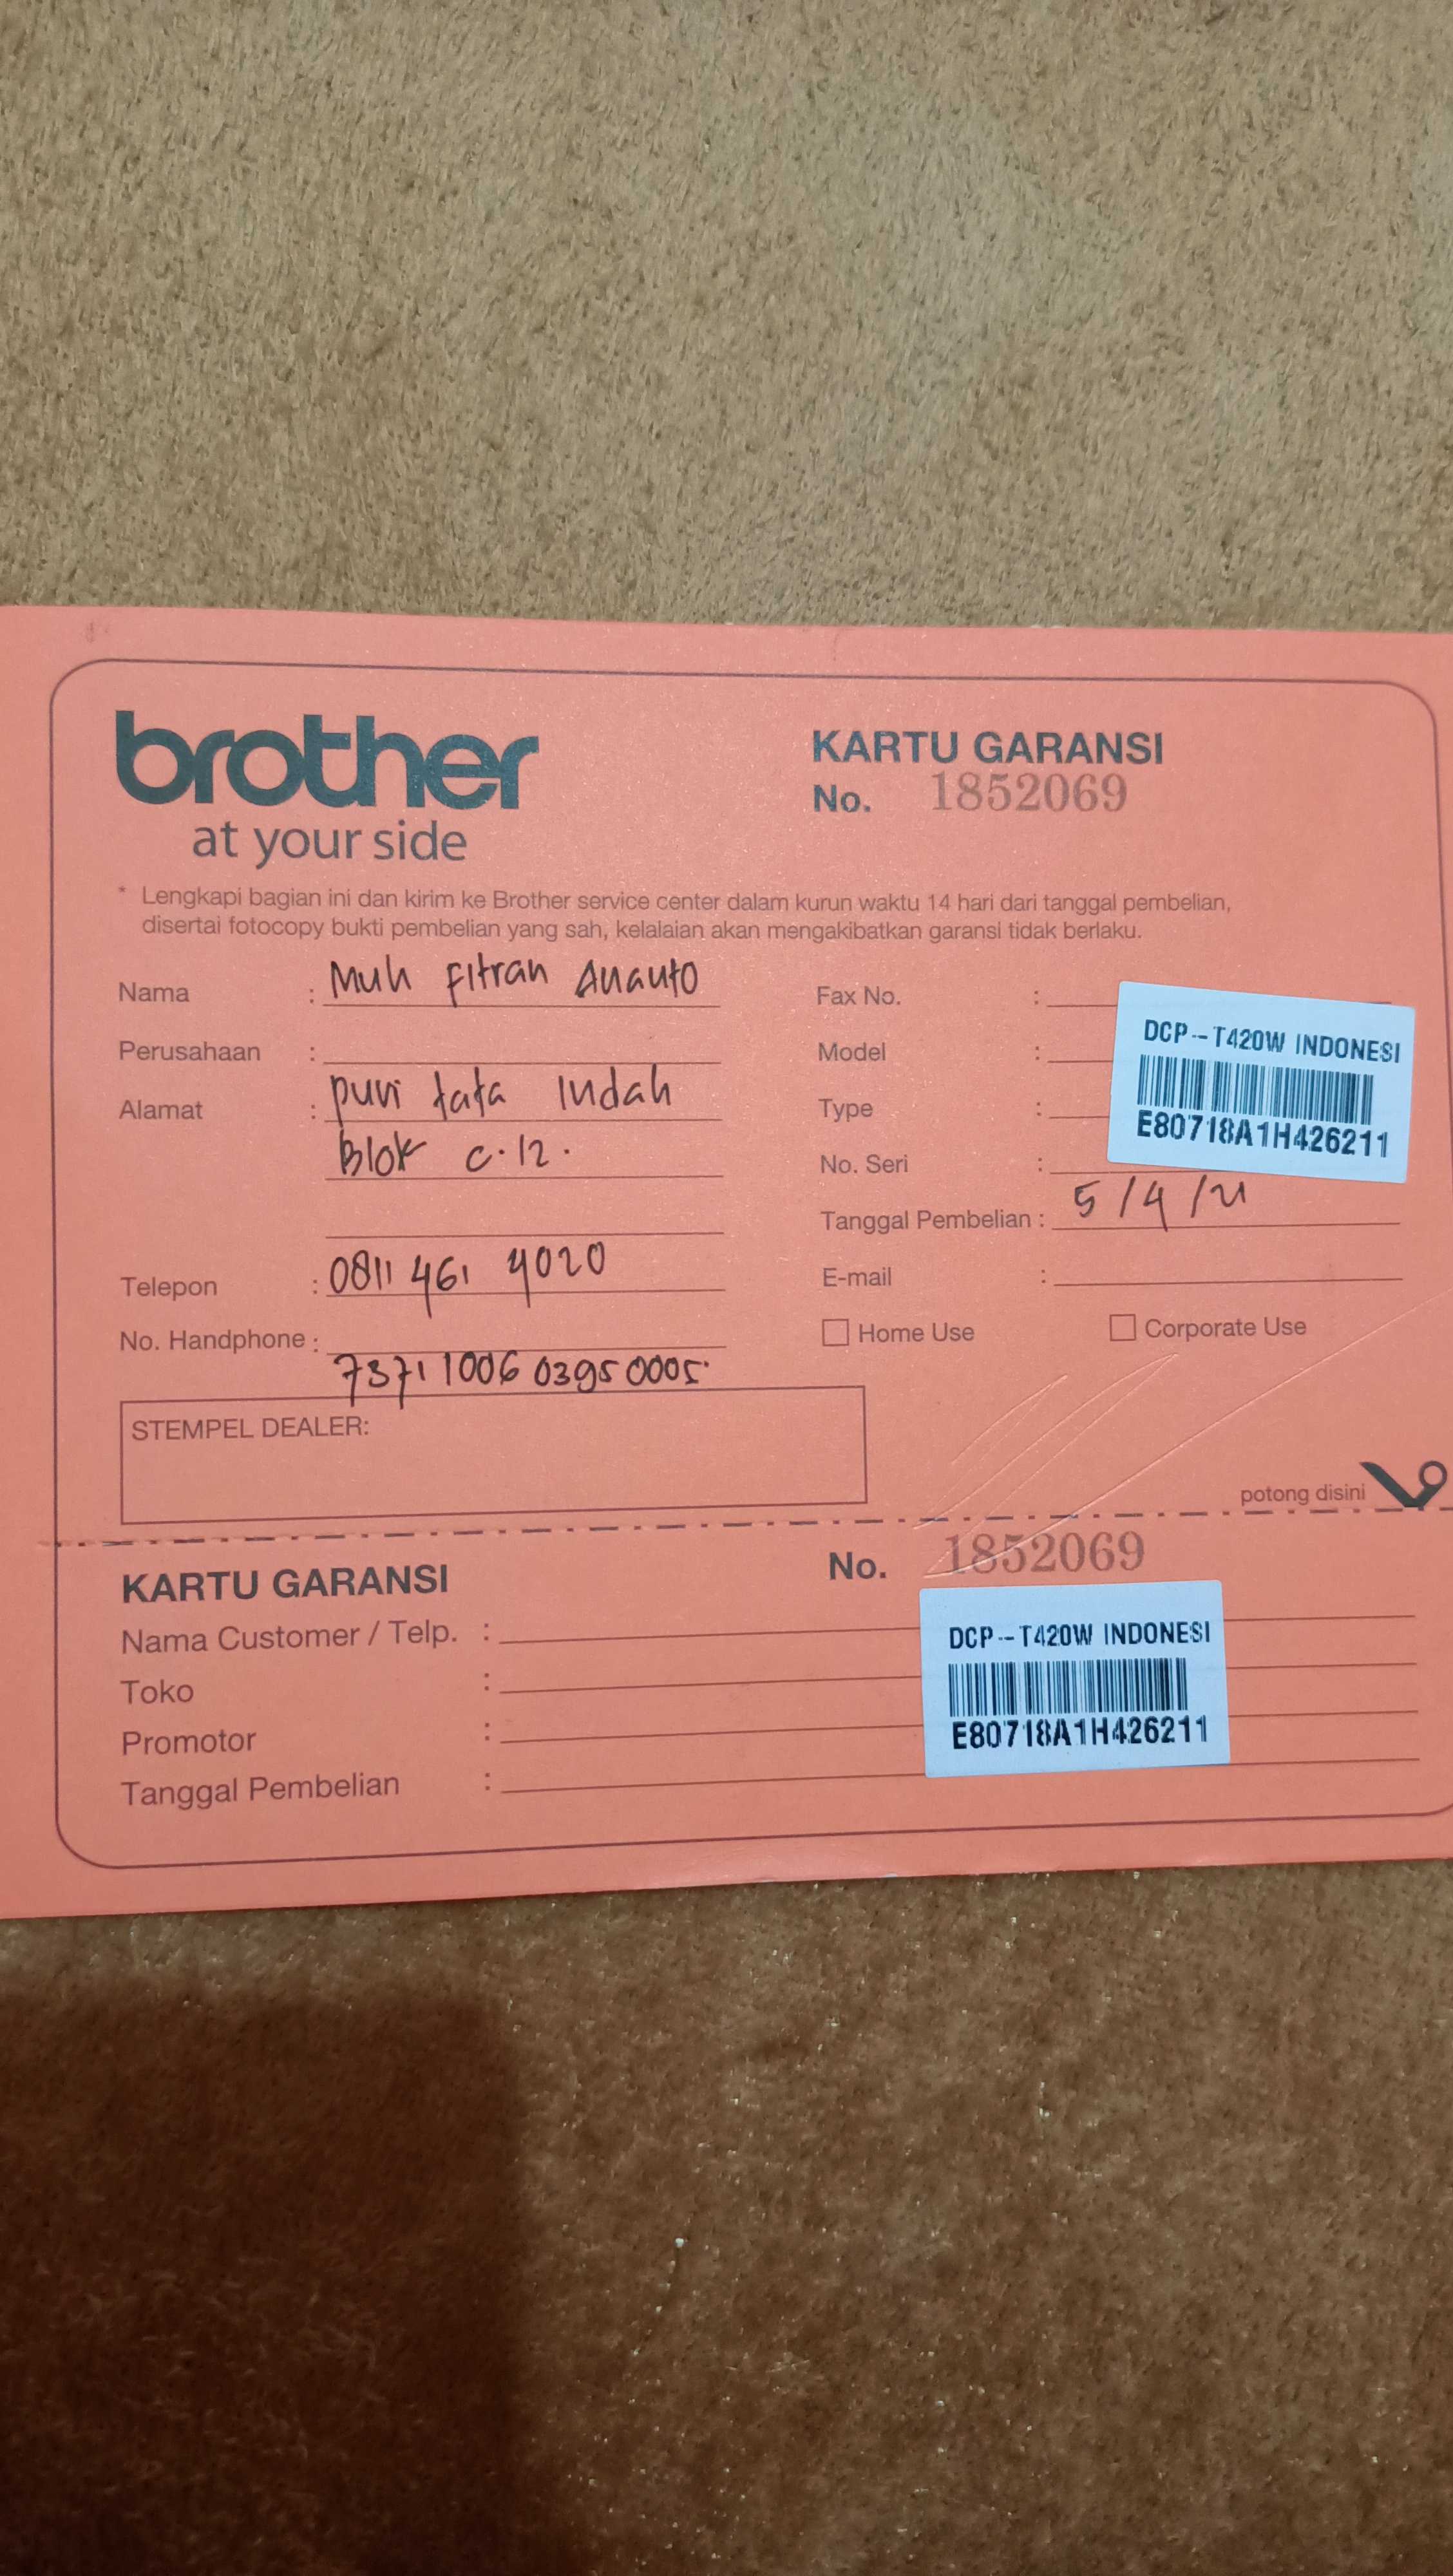 brother
at your side
KARTU GARANSI
No. 1852069
* Lengkapi bagian ini dan kirim ke Brother service center dalam kurun waktu 14 hari dari tanggal pembelian,
disertai fotocopy bukti pembelian yang sah, kelalaian akan mengakibatkan garansi tidak berlaku.
Nama : Muh Fitrah
Perusahaan :
Alamat : puri tata Indah
Blok C.12.
Telepon : 0811 461 4020
No. Handphone :
7371 1006 0395 0005.
Fax No. :
Model :
Type :
No. Seri :
DCP-T420W INDONESI
E80718A1H426211
Tanggal Pembelian : 5/4/21
E-mail :
Home Use Corporate Use
STEMPEL DEALER:
potong disini
KARTU GARANSI
No. 1852069
Nama Customer / Telp. :
Toko :
Promotor :
Tanggal Pembelian :
DCP-T420W INDONESI
E80718A1H426211